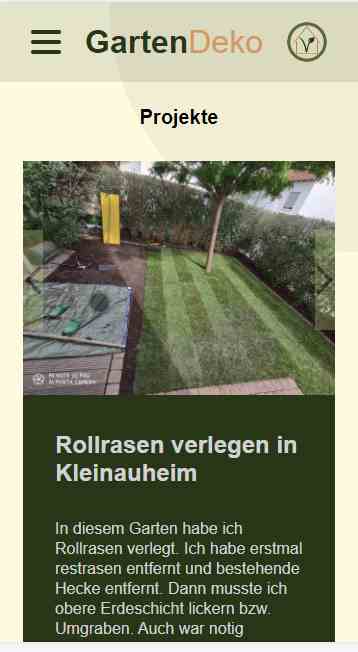 GartenDeko
Projekte
Rollrasen verlegen in
Kleinauheim
In diesem Garten habe ich
Rollrasen verlegt. Ich habe erstmal
restrasen entfernt und bestehende
Hecke entfernt. Dann musste ich
obere Erdeschicht lickern bzw.
Umgraben. Auch war notig